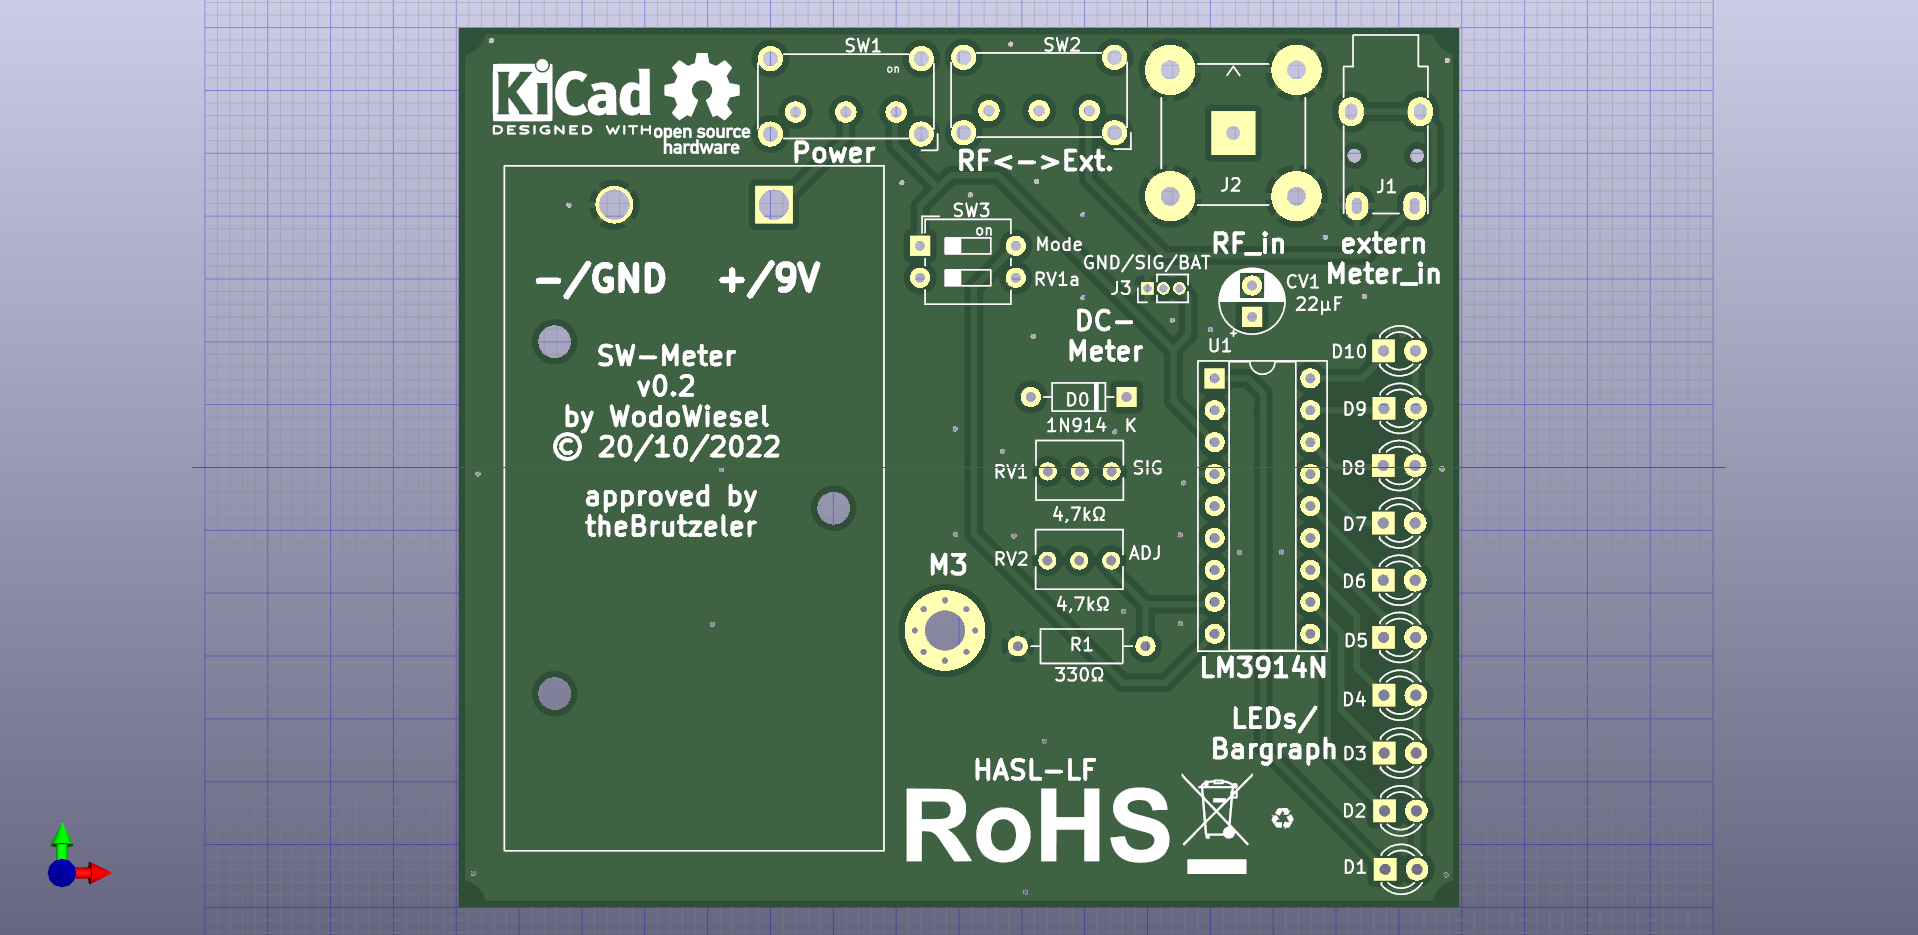 KiCad
DESIGNED WITH
open source
hardware
SW1
on
Power
SW2
RF<->Ext.
J2
RF_in
J1
extern
Meter_in
-/GND
+/9V
SW3
on
Mode
RV1a
GND/SIG/BAT
J3
DC-
Meter
CV1
22µF
+
U1
LM3914N
SW-Meter
v0.2
by WodoWiesel
© 20/10/2022
approved by
theBrutzeler
D0
1N914 K
RV1
SIG
4,7kΩ
RV2
ADJ
4,7kΩ
M3
R1
330Ω
D10
D9
D8
D7
D6
D5
D4
D3
D2
D1
LEDs/
Bargraph
HASL-LF
RoHS